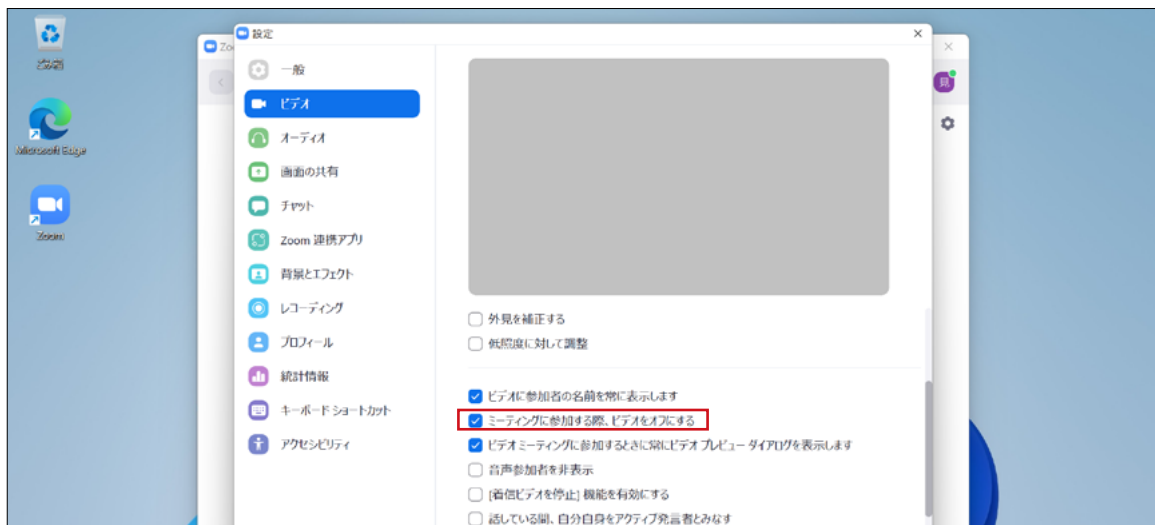 ごみ箱
Microsoft Edge
Zoom
Zo
設定
見
一般
ビデオ
オーディオ
画面の共有
チャット
Zoom 連携アプリ
背景とエフェクト
レコーディング
プロフィール
統計情報
キーボード ショートカット
アクセシビリティ
外見を補正する
低照度に対して調整
ビデオに参加者の名前を常に表示します
ミーティングに参加する際、ビデオをオフにする
ビデオミーティングに参加するときに常にビデオ プレビュー ダイアログを表示します
音声参加者を非表示
[着信ビデオを停止] 機能を有効にする
話している間、自分自身をアクティブ発言者とみなす